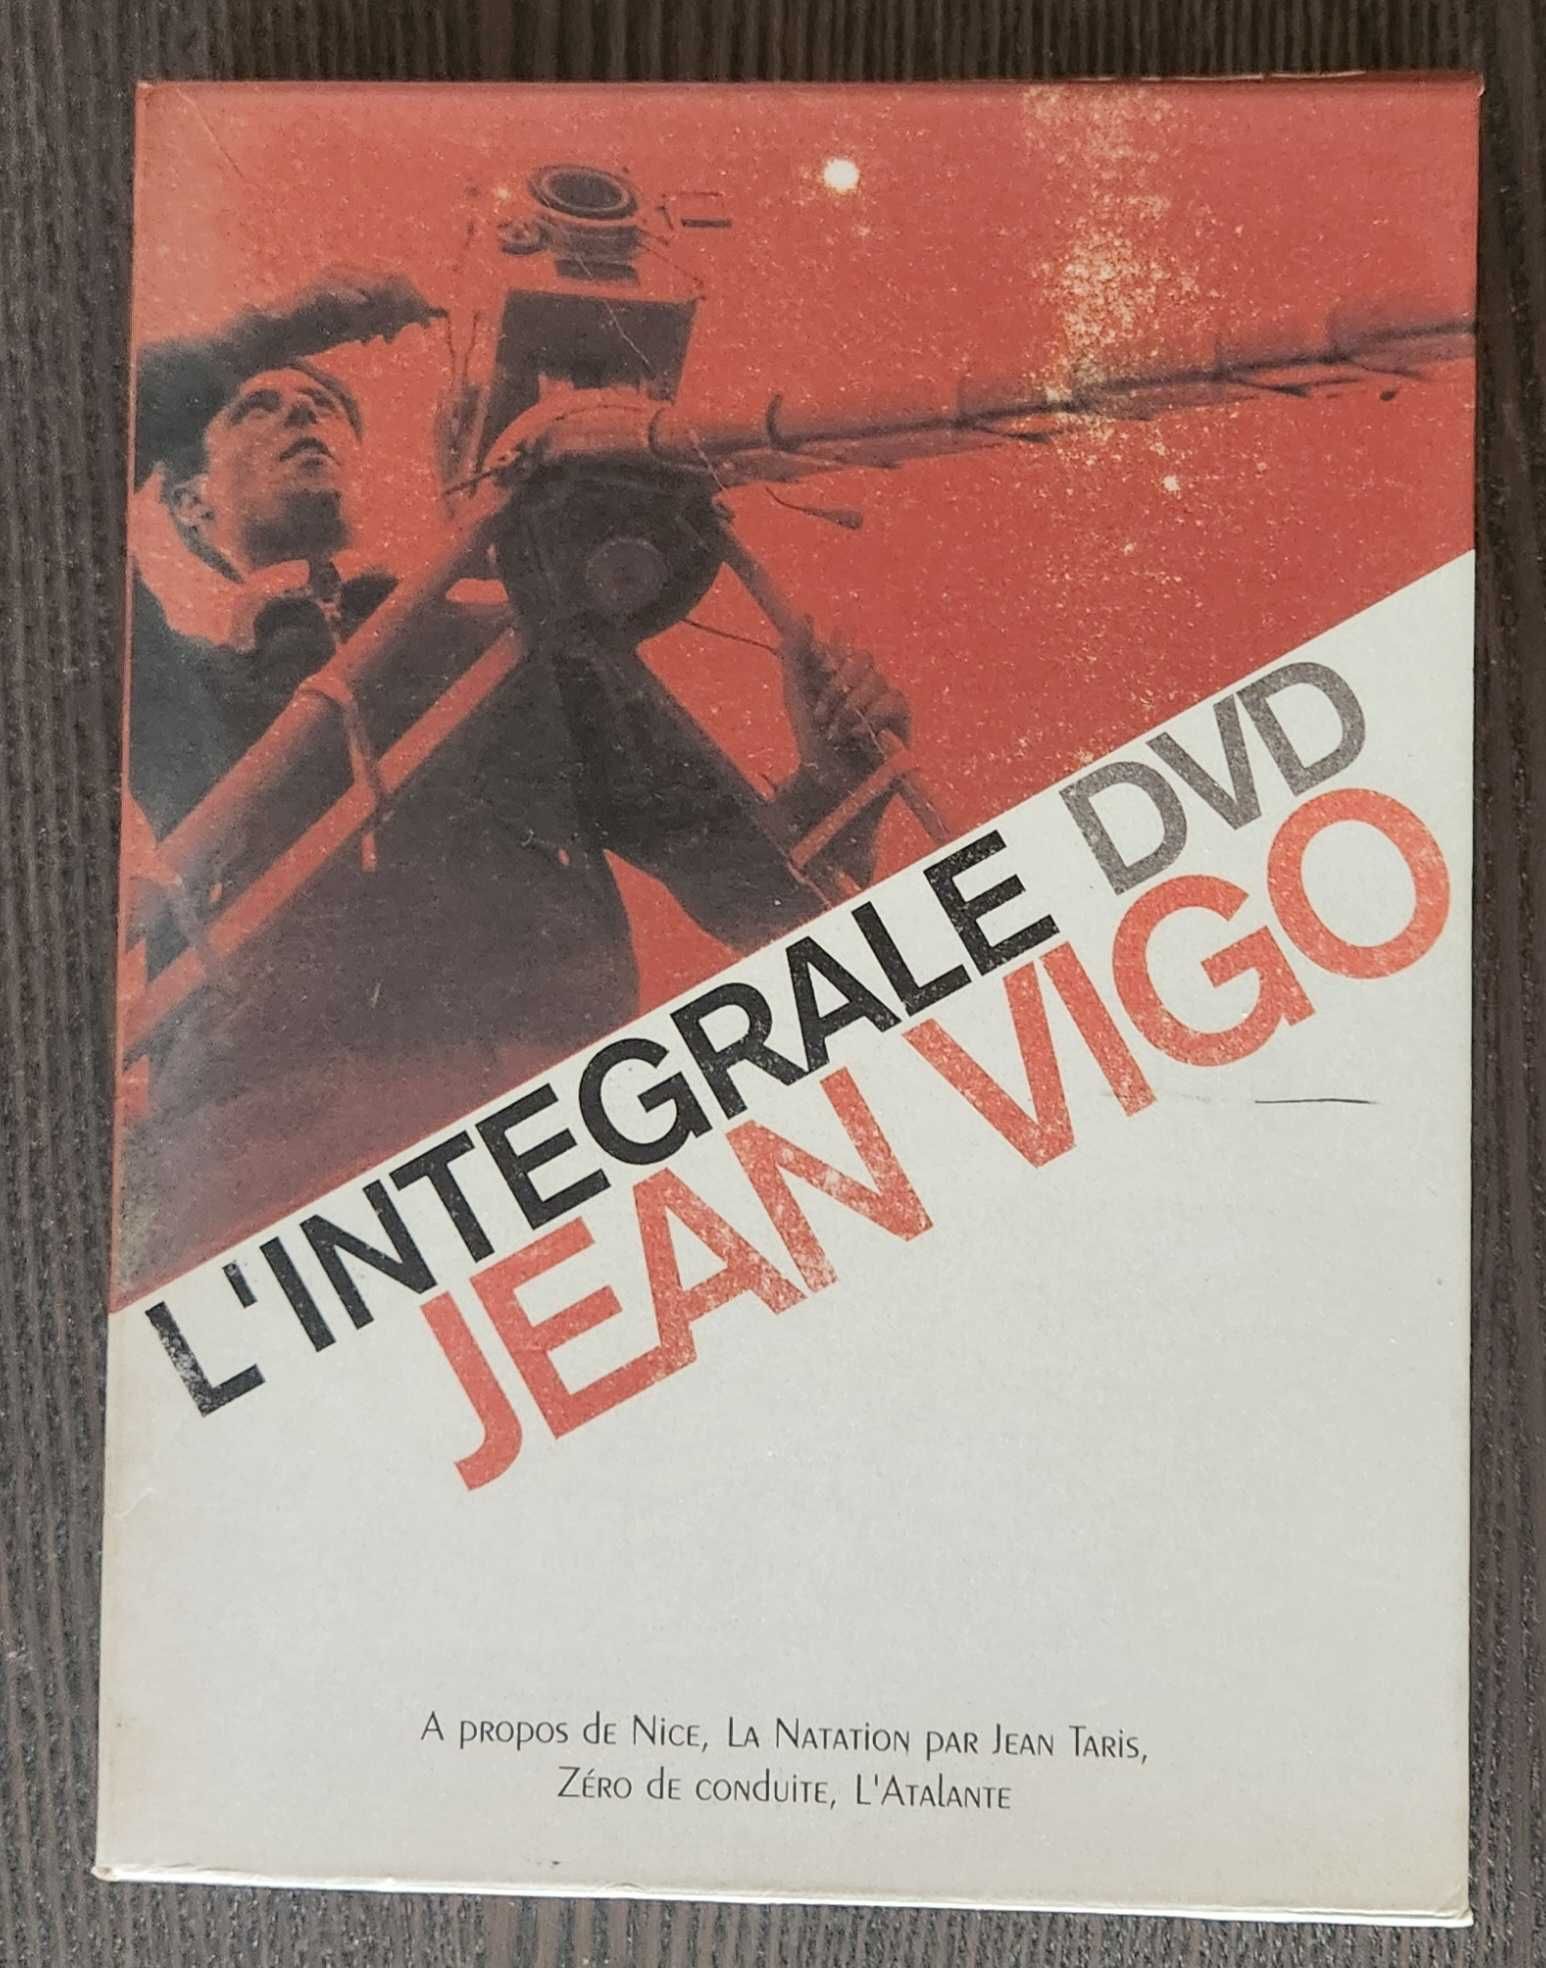 L'INTEGRALE DVD
JEAN VIGO
A propos de Nice, La Natation par Jean Taris,
Zéro de conduite, L'Atalante